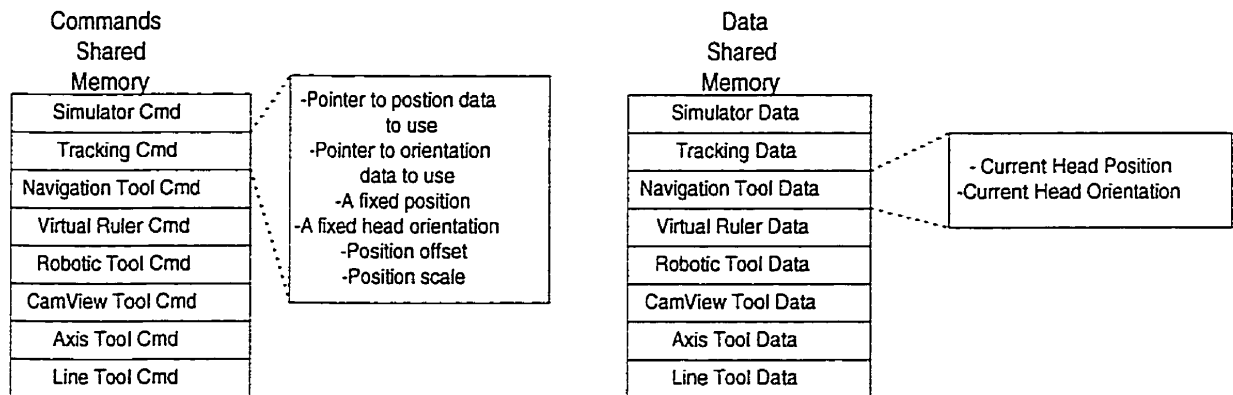 Commands
Shared
Memory
Simulator Cmd
Tracking Cmd
Navigation Tool Cmd
Virtual Ruler Cmd
Robotic Tool Cmd
CamView Tool Cmd
Axis Tool Cmd
Line Tool Cmd
-Pointer to postion data
to use
-Pointer to orientation
data to use
-A fixed position
-A fixed head orientation
-Position offset
-Position scale
Data
Shared
Memory
Simulator Data
Tracking Data
Navigation Tool Data
Virtual Ruler Data
Robotic Tool Data
CamView Tool Data
Axis Tool Data
Line Tool Data
- Current Head Position
-Current Head Orientation